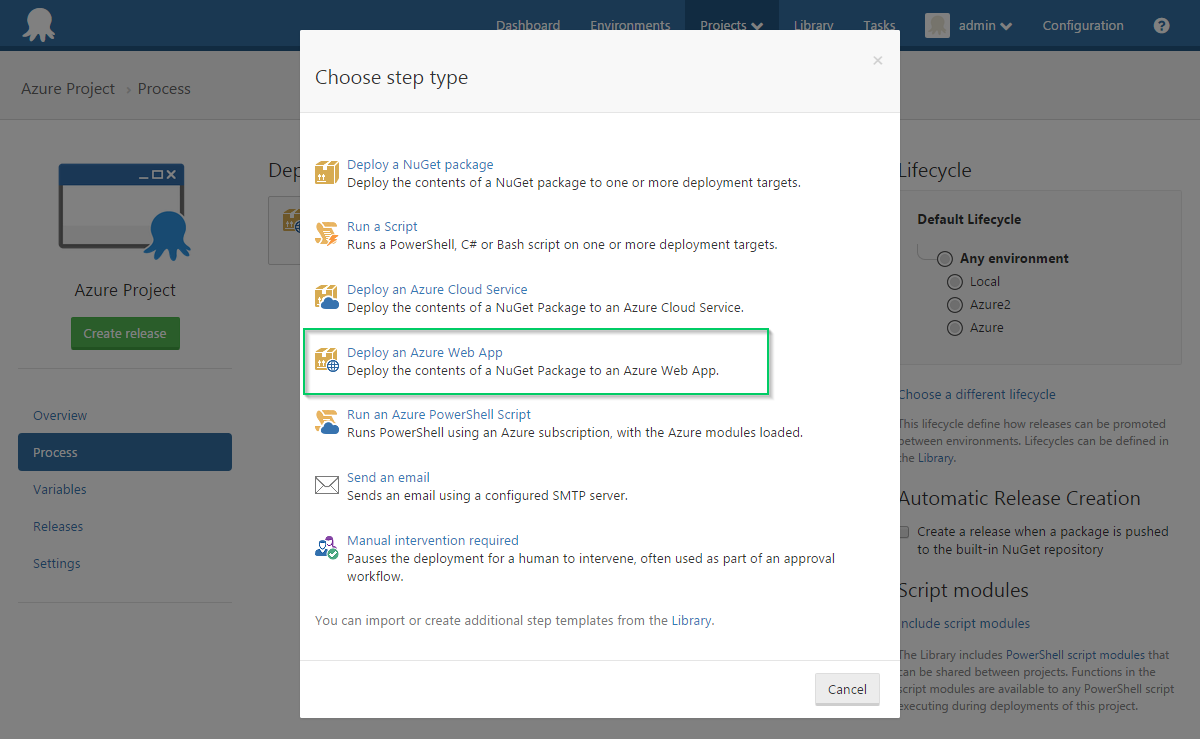 Dashboard Environments Projects Library Tasks admin Configuration ?
Azure Project › Process
Choose step type
×
Deploy a NuGet package
Deploy the contents of a NuGet package to one or more deployment targets.
Run a Script
Runs a PowerShell, C# or Bash script on one or more deployment targets.
Deploy an Azure Cloud Service
Deploy the contents of a NuGet Package to an Azure Cloud Service.
Deploy an Azure Web App
Deploy the contents of a NuGet Package to an Azure Web App.
Run an Azure PowerShell Script
Runs PowerShell using an Azure subscription, with the Azure modules loaded.
Send an email
Sends an email using a configured SMTP server.
Manual intervention required
Pauses the deployment for a human to intervene, often used as part of an approval
workflow.
You can import or create additional step templates from the Library.
Cancel
Azure Project
Create release
Overview
Process
Variables
Releases
Settings
Dep
Lifecycle
Default Lifecycle
Any environment
Local
Azure2
Azure
Choose a different lifecycle
This lifecycle define how releases can be promoted
between environments. Lifecycles can be defined in
the Library.
Automatic Release Creation
Create a release when a package is pushed
to the built-in NuGet repository
Script modules
Include script modules
The Library includes PowerShell script modules that
can be shared between projects. Functions in the
script modules are available to any PowerShell script
executing during deployments of this project.